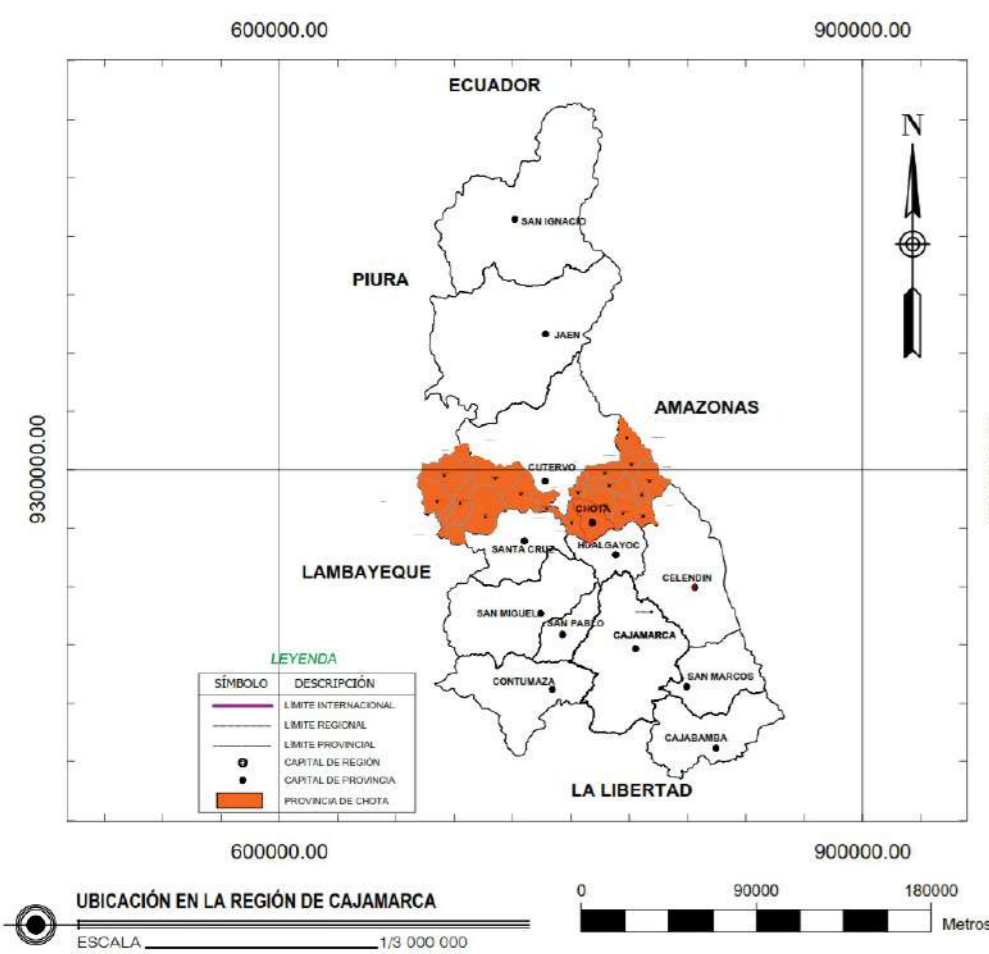 600000.00 900000.00
ECUADOR
N
SAN IGNACIO
PIURA
JAEN
AMAZONAS
9300000.00
CUTERVO
CHOTA
SANTA CRUZ
HUALGAYOC
LAMBAYEQUE
CELENDIN
SAN MIGUEL
SAN PABLO
CAJAMARCA
LEYENDA
SÍMBOLO DESCRIPCIÓN
LÍMITE INTERNACIONAL
LÍMITE REGIONAL
LÍMITE PROVINCIAL
CAPITAL DE REGIÓN
CAPITAL DE PROVINCIA
PROVINCIA DE CHOTA
CONTUMAZA
SAN MARCOS
CAJABAMBA
LA LIBERTAD
600000.00 900000.00
UBICACIÓN EN LA REGIÓN DE CAJAMARCA
ESCALA 1/3 000 000
0 90000 180000
Metros